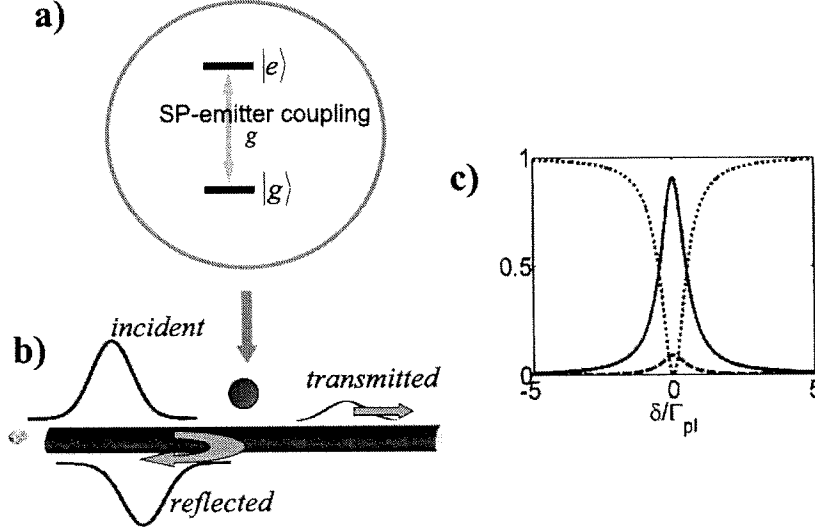 a)
|e⟩
SP-emitter coupling
g
|g⟩
b)
incident
transmitted
reflected
c)
1
0.5
0
-5
0
5
δ/Γpl